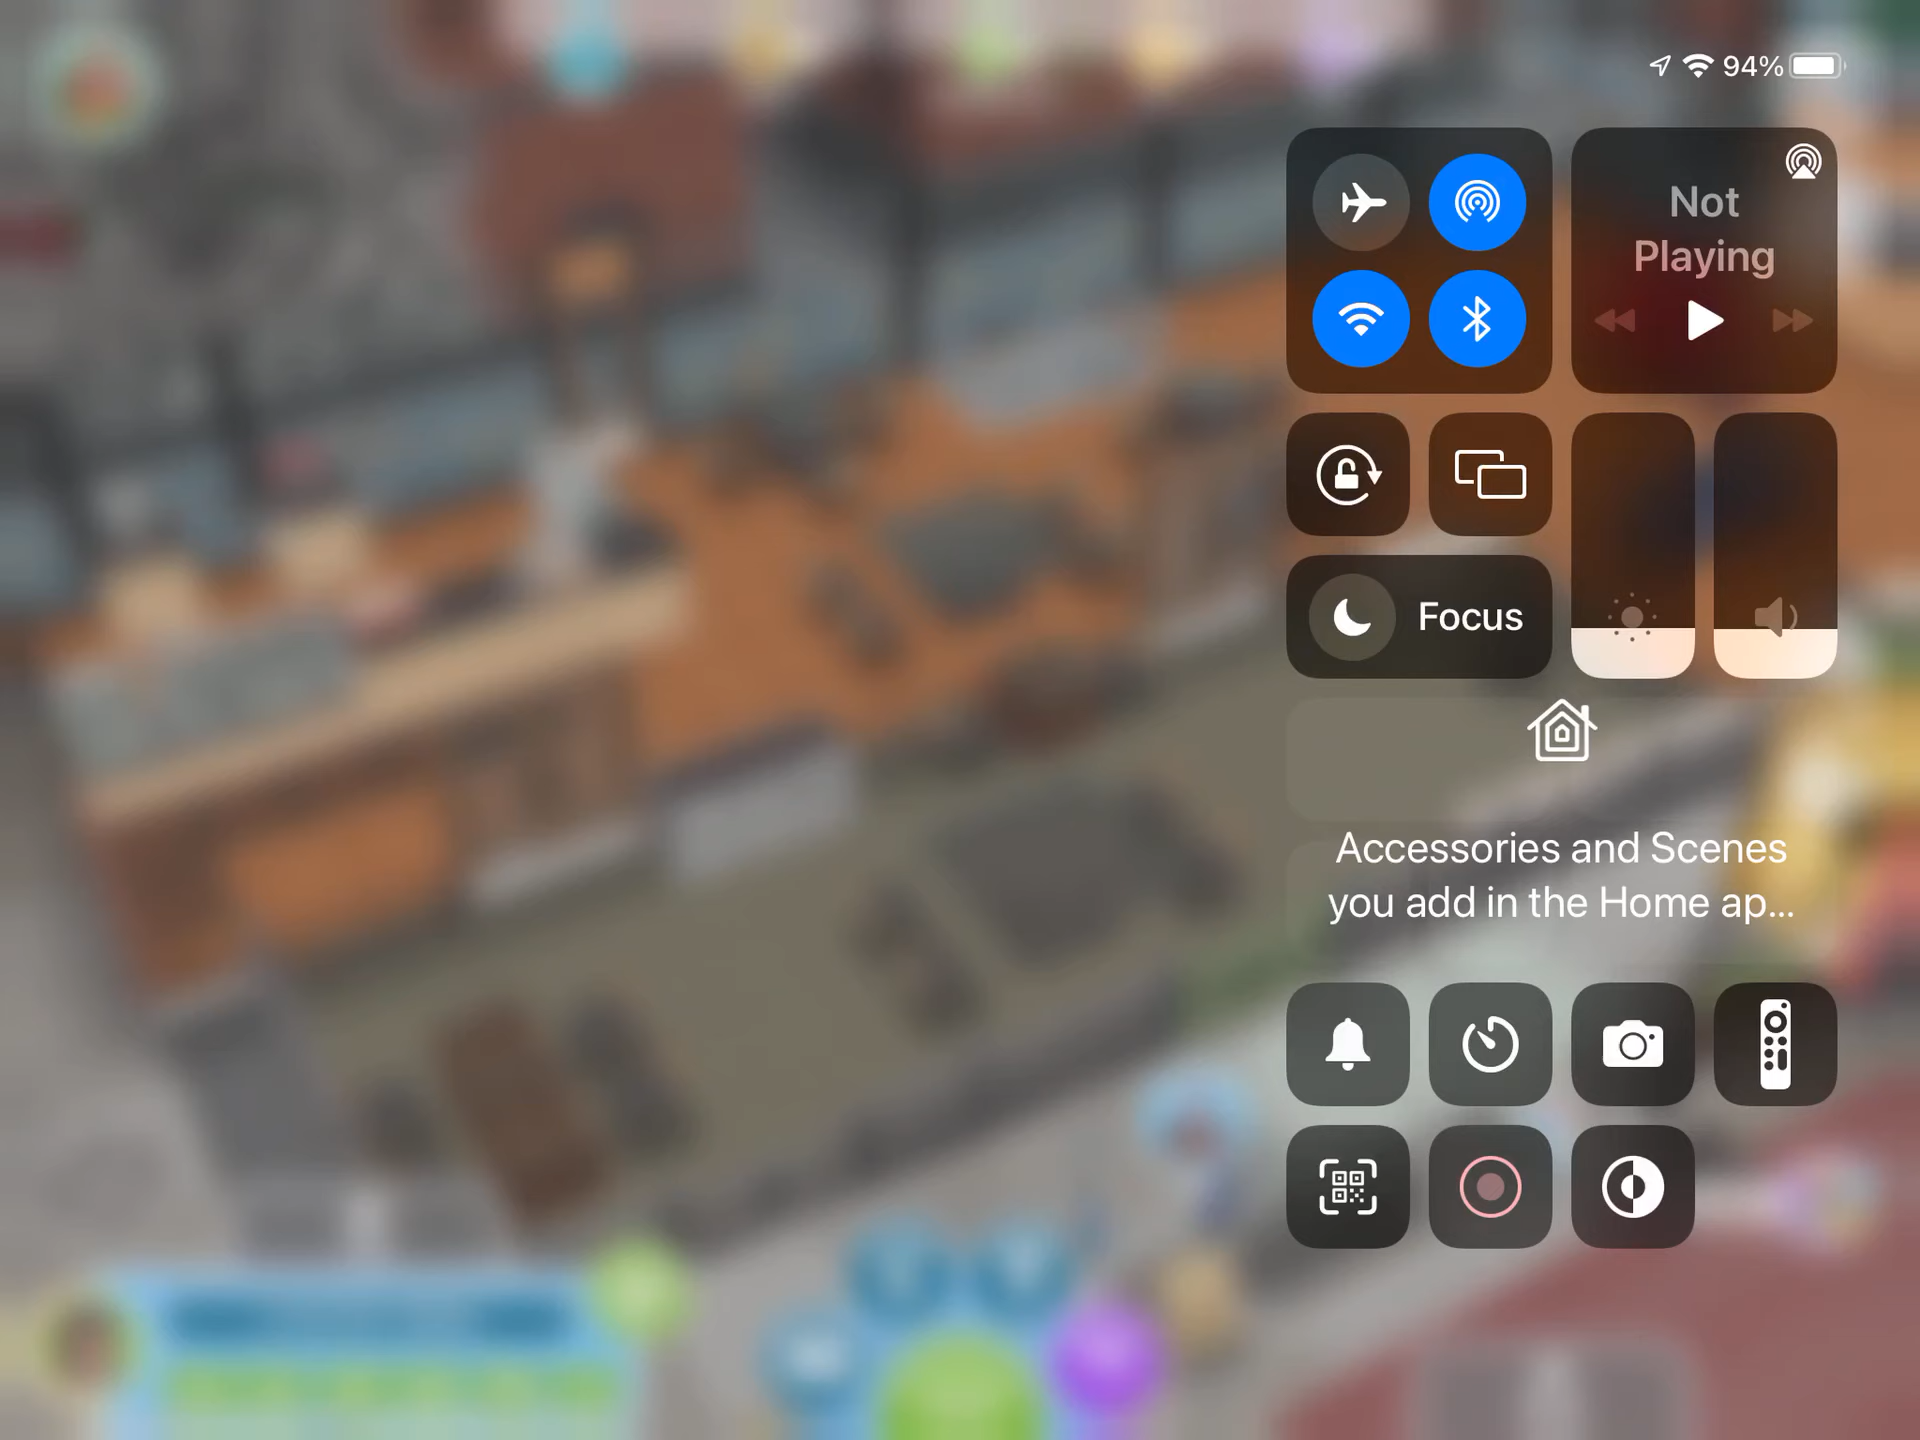 94%
Not
Playing
Focus
Accessories and Scenes
you add in the Home ap...